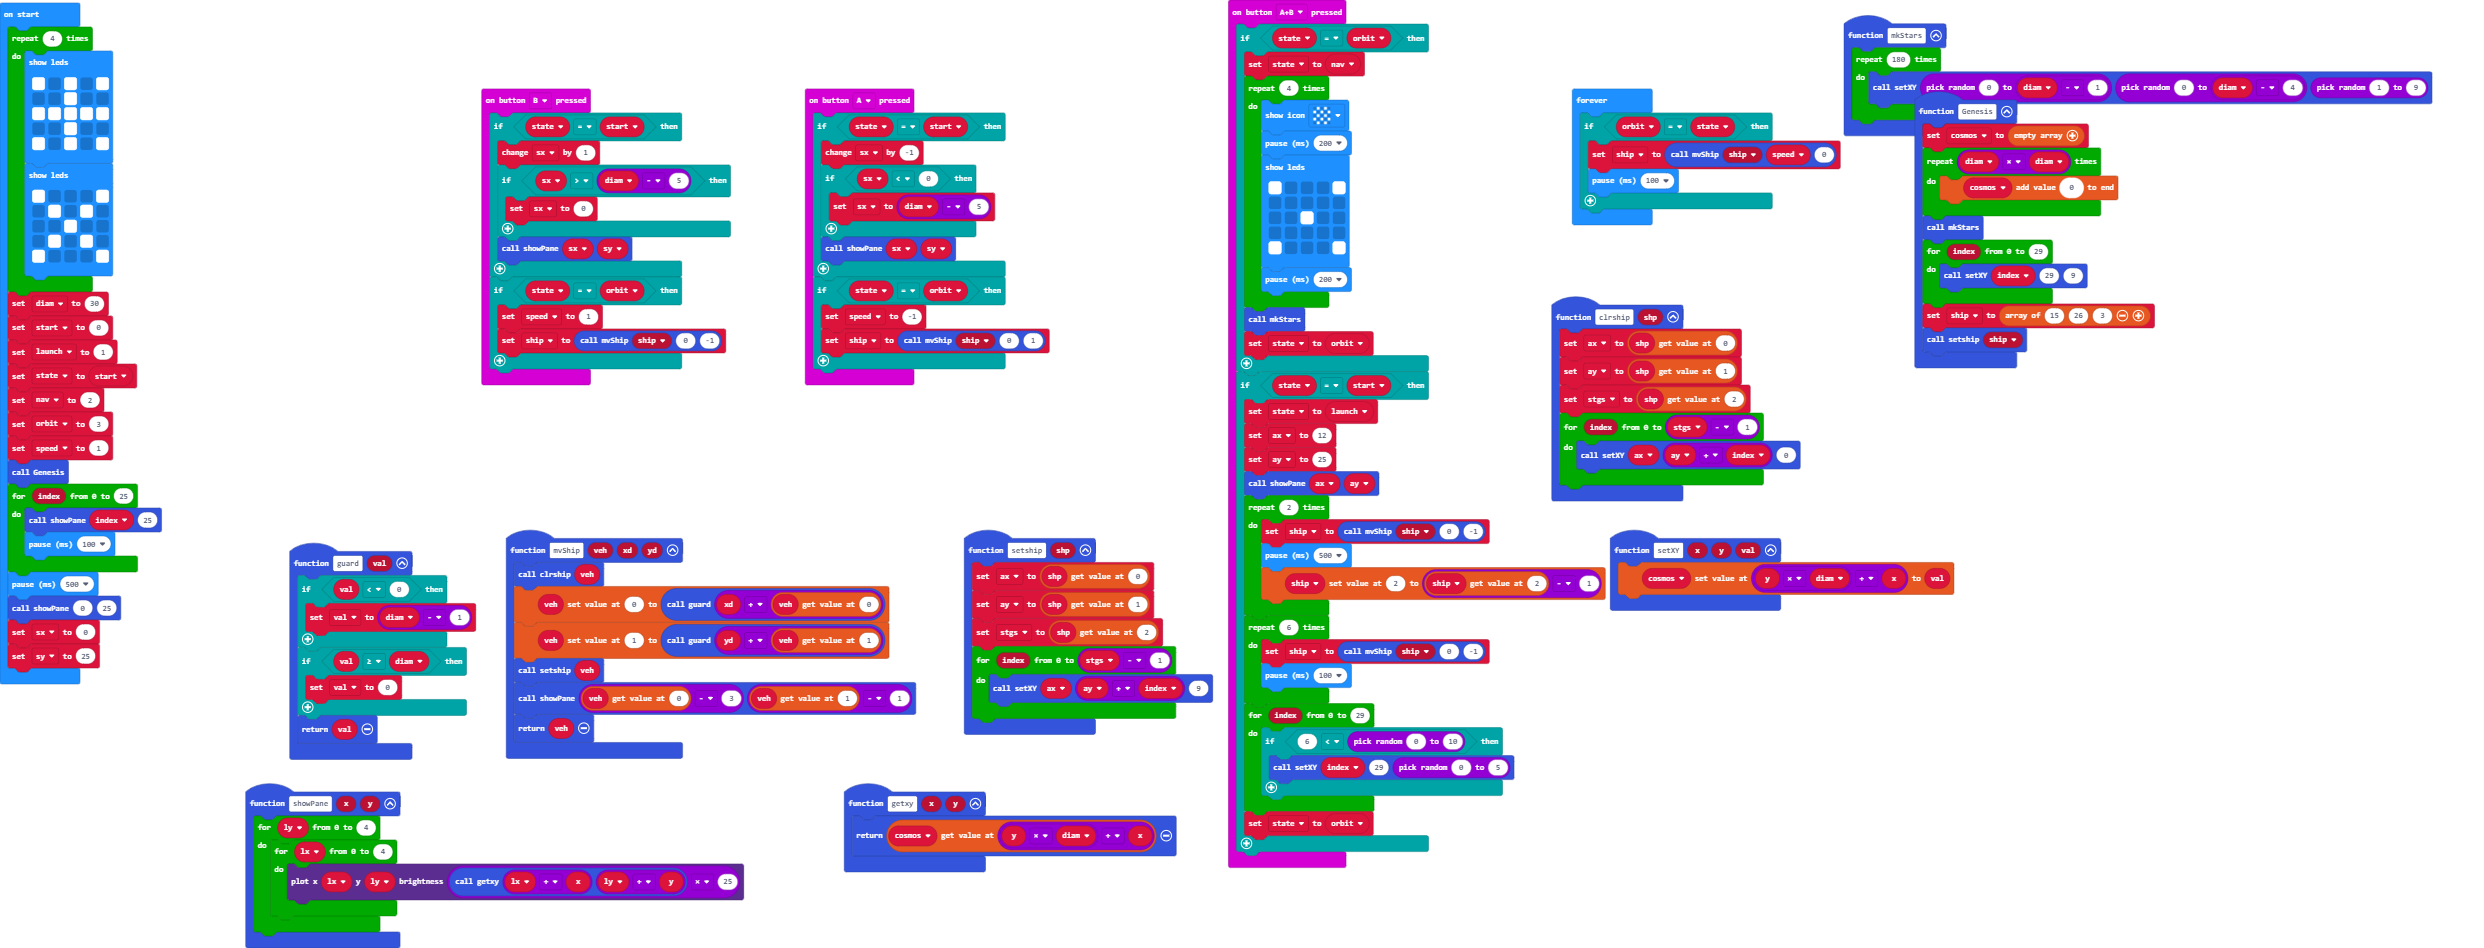 on start
repeat 4 times
do show leds
show leds
set diam to 30
set start to 0
set launch to 1
set state to start
set nav to 2
set orbit to 3
set speed to 1
call Genesis
for index from 0 to 25
do call showPane index 25
pause (ms) 100
pause (ms) 500
call showPane 0 25
set sx to 0
set sy to 25
on button B pressed
if state = start then
change sx by 1
if sx > diam - 5 then
set sx to 0
call showPane sx sy
if state = orbit then
set speed to 1
set ship to call mvShip ship 0 -1
on button A pressed
if state = start then
change sx by -1
if sx < 0 then
set sx to diam - 5
call showPane sx sy
if state = orbit then
set speed to -1
set ship to call mvShip ship 0 1
on button A+B pressed
if state = orbit then
set state to nav
repeat 4 times
do show icon
pause (ms) 200
show leds
pause (ms) 200
call mkStars
set state to orbit
if state = start then
set state to launch
set ax to 12
set ay to 25
call showPane ax ay
repeat 2 times
do set ship to call mvShip ship 0 -1
pause (ms) 500
ship set value at 2 to ship get value at 2 - 1
repeat 6 times
do set ship to call mvShip ship 0 -1
pause (ms) 100
for index from 0 to 29
do if 6 < pick random 0 to 10 then
call setXY index 29 pick random 0 to 5
set state to orbit
forever
if orbit = state then
set ship to call mvShip ship speed 0
pause (ms) 100
function mkStars
repeat 180 times
do call setXY pick random 0 to diam - 1 pick random 0 to diam - 4 pick random 1 to 9
function Genesis
set cosmos to empty array
repeat diam × diam times
do cosmos add value 0 to end
call mkStars
for index from 0 to 29
do call setXY index 29 9
set ship to array of 15 26 3
call setship ship
function clrship shp
set ax to shp get value at 0
set ay to shp get value at 1
set stgs to shp get value at 2
for index from 0 to stgs - 1
do call setXY ax ay + index 0
function guard val
if val < 0 then
set val to diam - 1
if val ≥ diam then
set val to 0
return val
function mvShip veh xd yd
call clrship veh
veh set value at 0 to call guard xd + veh get value at 0
veh set value at 1 to call guard yd + veh get value at 1
call setship veh
call showPane veh get value at 0 - 3 veh get value at 1 - 1
return veh
function setship shp
set ax to shp get value at 0
set ay to shp get value at 1
set stgs to shp get value at 2
for index from 0 to stgs - 1
do call setXY ax ay + index 9
function setXY x y val
cosmos set value at y × diam + x to val
function showPane x y
for ly from 0 to 4
do for lx from 0 to 4
do plot x lx y ly brightness call getxy lx + x ly + y × 25
function getxy x y
return cosmos get value at y × diam + x